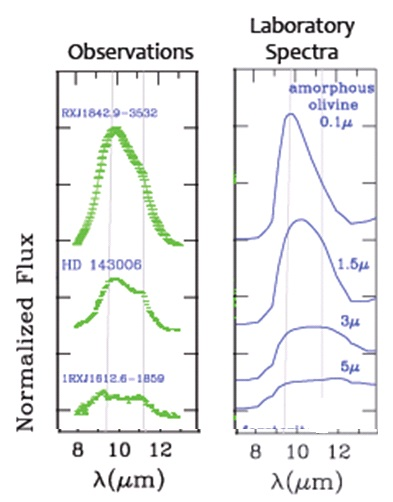 Observations
Laboratory
Spectra
Normalized Flux
RXJ1842.9-3532
HD 143006
1RXJ1612.6-1859
8 10 12
λ(μm)
amorphous
olivine
0.1μ
1.5μ
3μ
5μ
8 10 12
λ(μm)